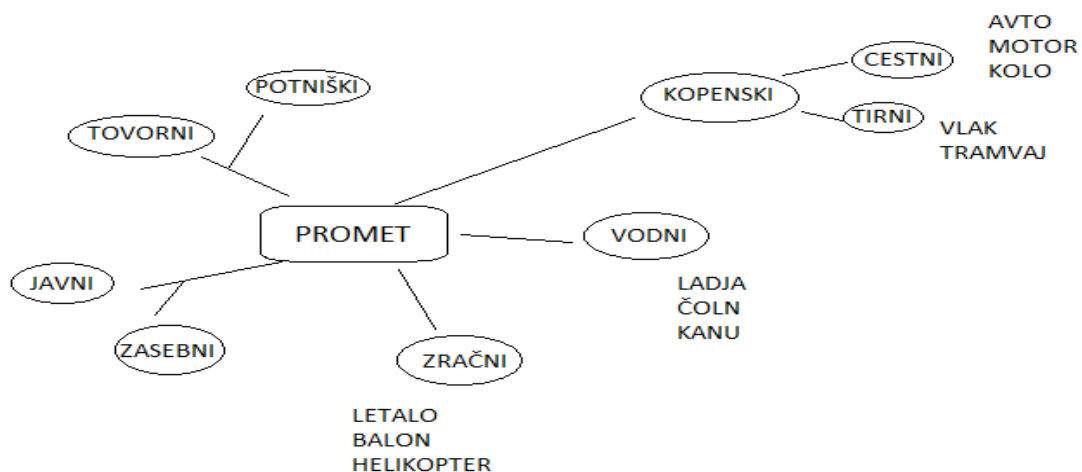 PROMET
TOVORNI
POTNIŠKI
KOPENSKI
CESTNI
AVTO
MOTOR
KOLO
TIRNI
VLAK
TRAMVAJ
VODNI
LADJA
ČOLN
KANU
ZRAČNI
LETALO
BALON
HELIKOPTER
JAVNI
ZASEBNI